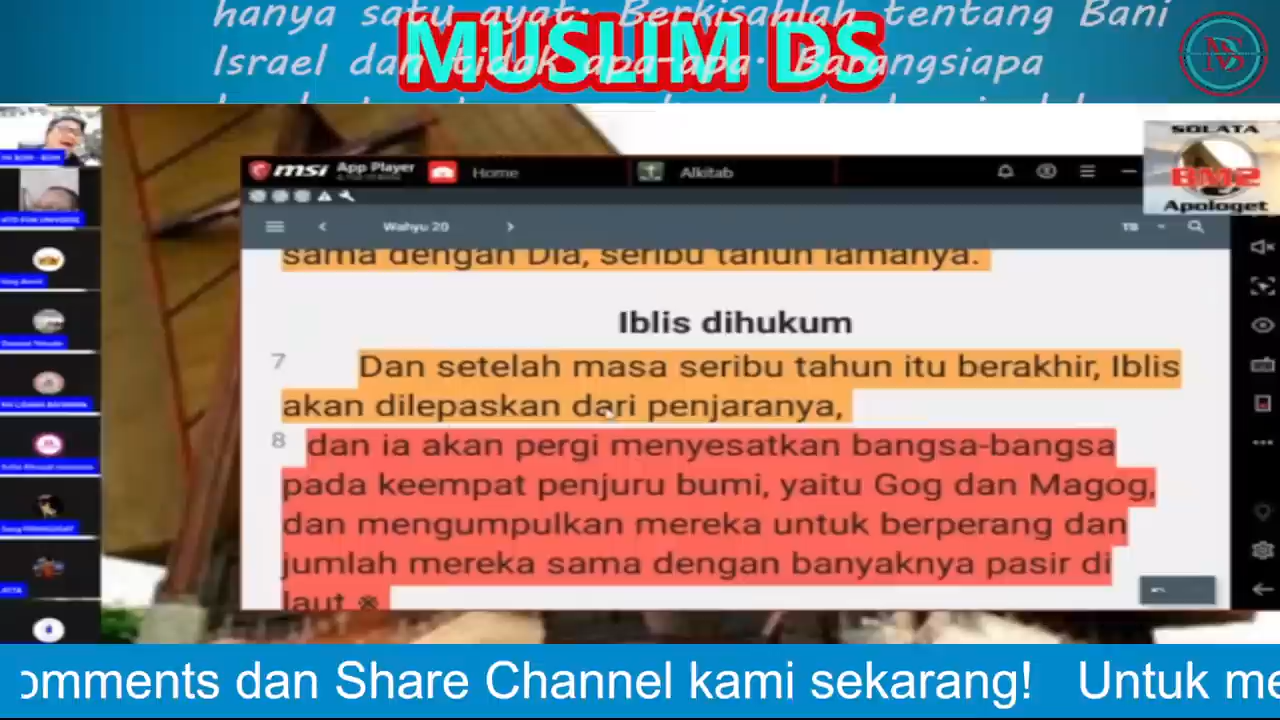 hanya satu ayat. Berkisahlah tentang Bani
MUSLIM DS
Israel dan tidak apa-apa. Barangsiapa
SOLATA
BM2
Apologet
msi App Player
Home
Alkitab
Wahyu 20
TB
sama dengan Dia, seribu tahun lamanya.
Iblis dihukum
7 Dan setelah masa seribu tahun itu berakhir, Iblis
akan dilepaskan dari penjaranya,
8 dan ia akan pergi menyesatkan bangsa-bangsa
pada keempat penjuru bumi, yaitu Gog dan Magog,
dan mengumpulkan mereka untuk berperang dan
jumlah mereka sama dengan banyaknya pasir di
laut ※
omments dan Share Channel kami sekarang! Untuk me